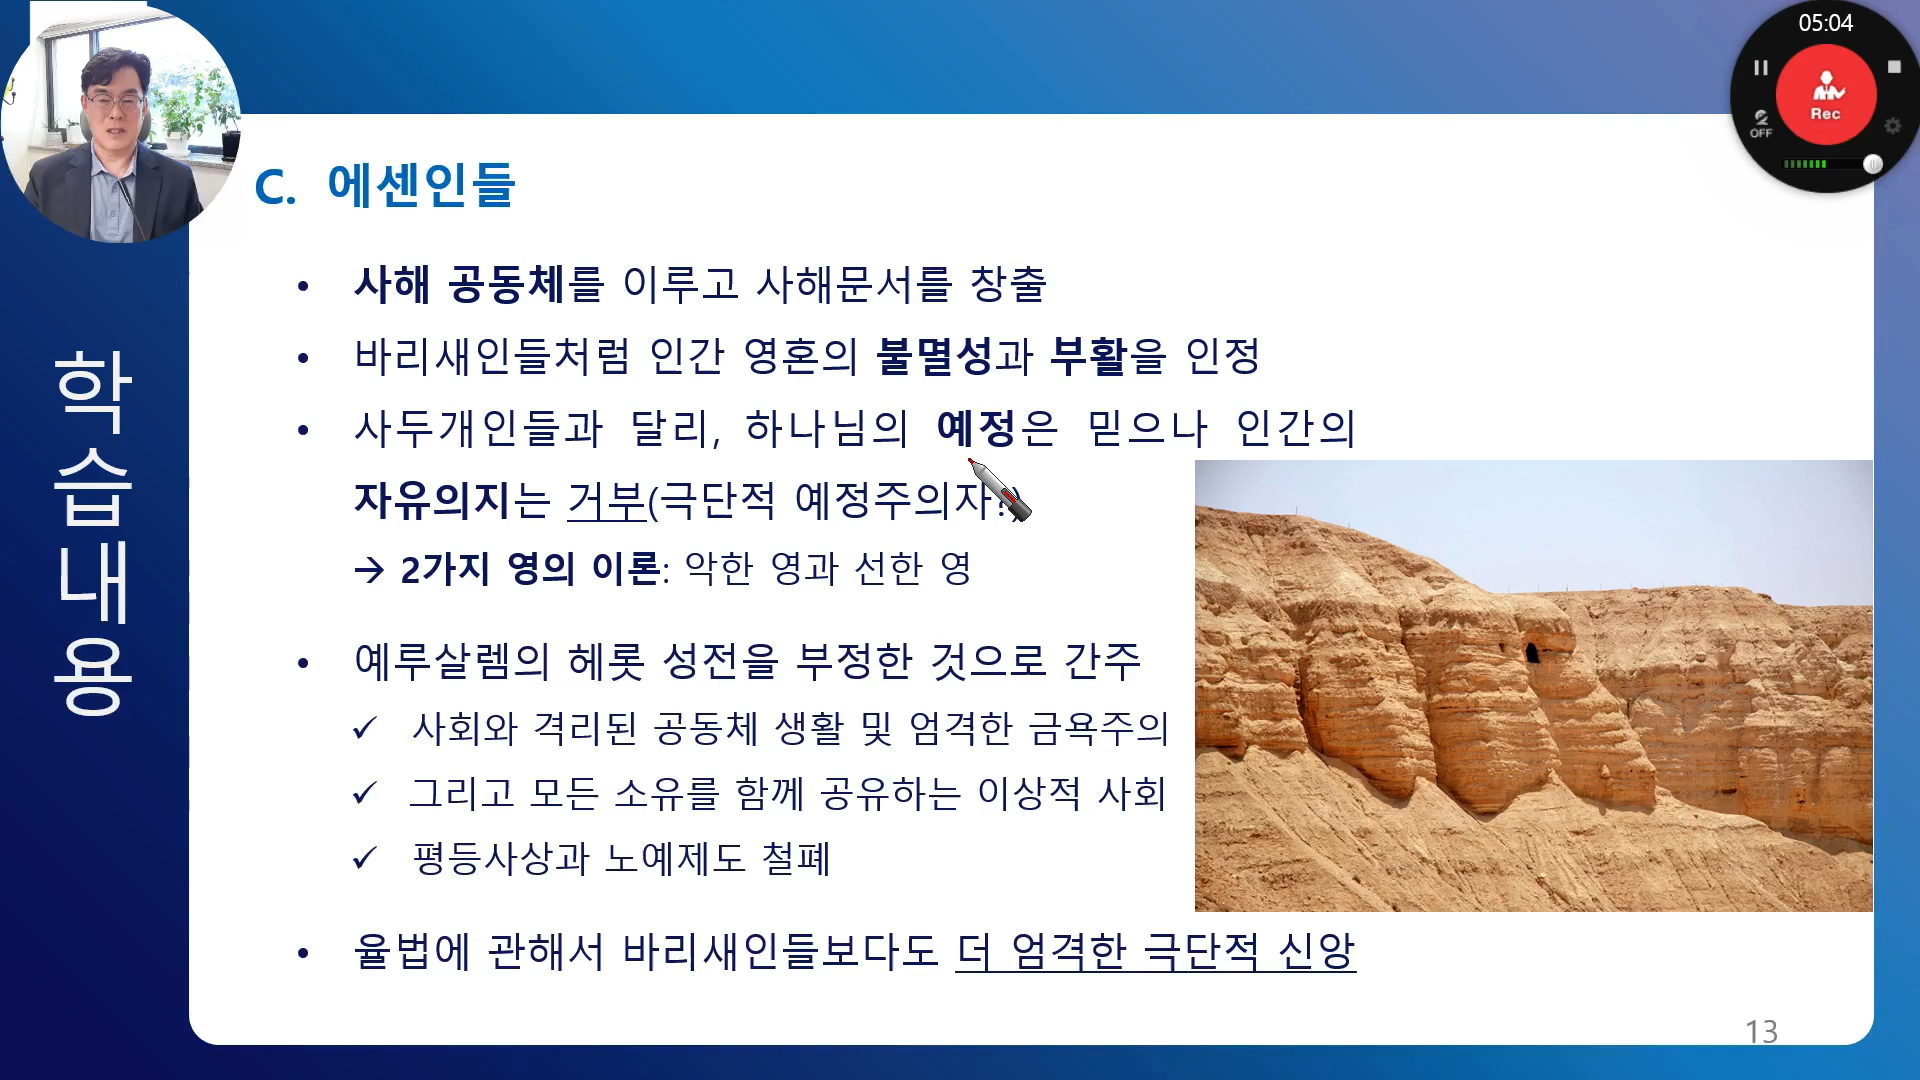 05:04
Rec
OFF
학습내용
C. 에센인들
• 사해 공동체를 이루고 사해문서를 창출
• 바리새인들처럼 인간 영혼의 불멸성과 부활을 인정
• 사두개인들과 달리, 하나님의 예정은 믿으나 인간의
자유의지는 거부(극단적 예정주의자?)
→ 2가지 영의 이론: 악한 영과 선한 영
• 예루살렘의 헤롯 성전을 부정한 것으로 간주
✓ 사회와 격리된 공동체 생활 및 엄격한 금욕주의
✓ 그리고 모든 소유를 함께 공유하는 이상적 사회
✓ 평등사상과 노예제도 철폐
• 율법에 관해서 바리새인들보다도 더 엄격한 극단적 신앙
13